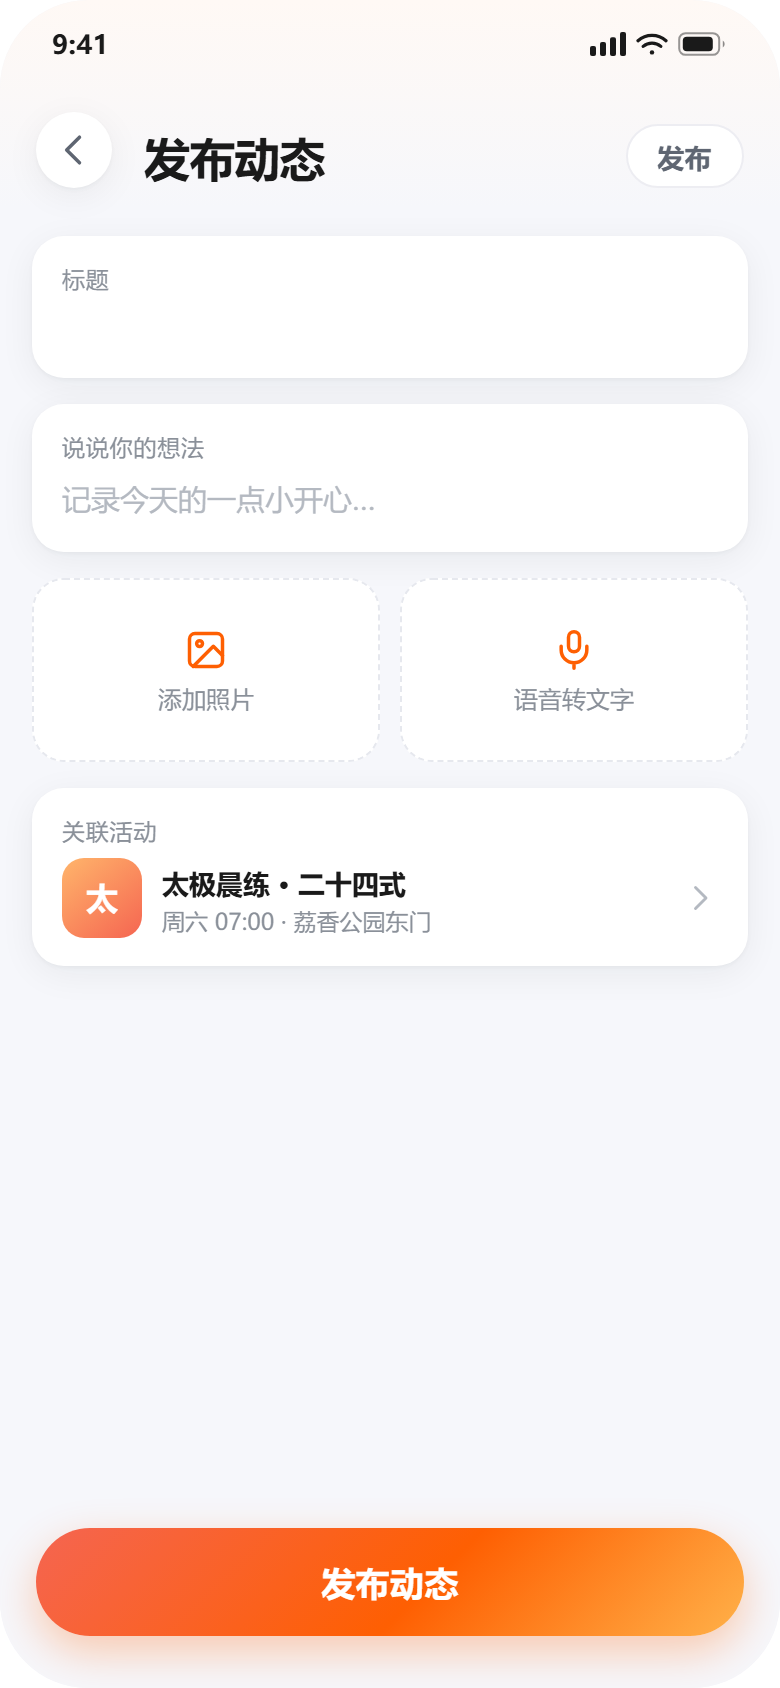 9:41
发布动态
发布
标题
说说你的想法
记录今天的一点小开心...
添加照片
语音转文字
关联活动
太
太极晨练·二十四式
周六 07:00 · 荔香公园东门
发布动态